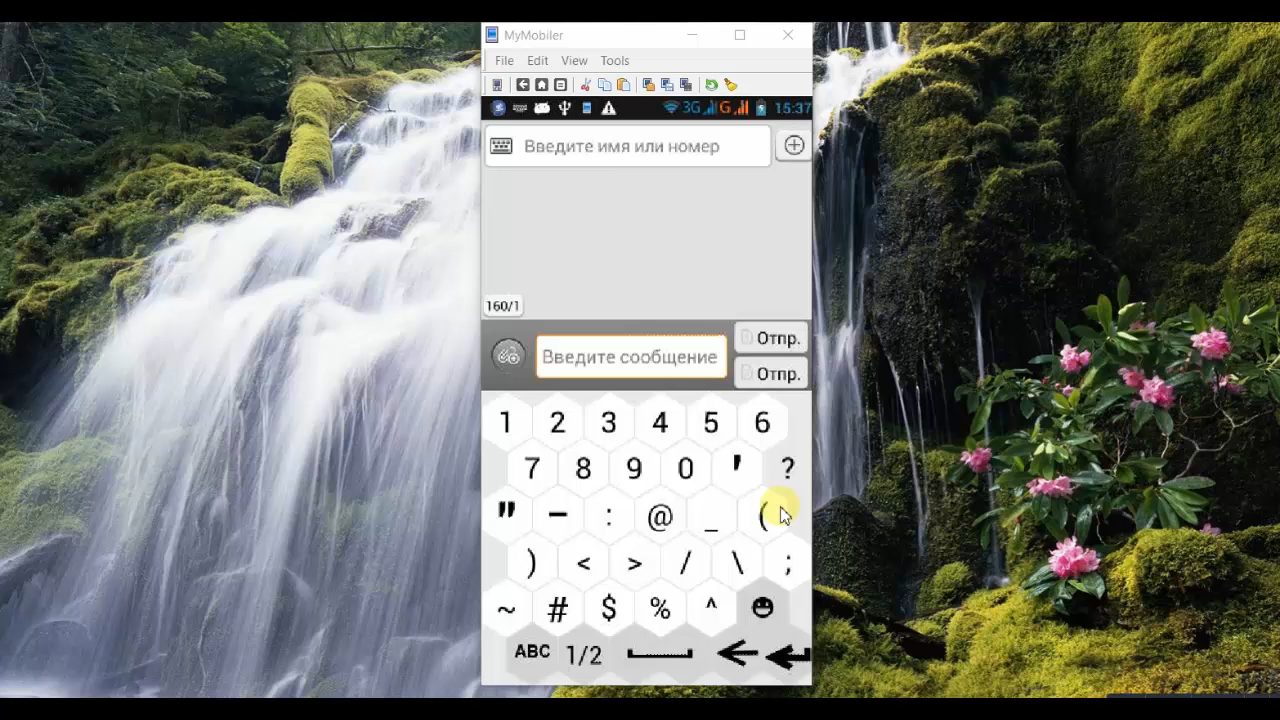 MyMobiler
File Edit View Tools
3G G 15:37
Введите имя или номер
160/1
Введите сообщение
Отпр.
Отпр.
1 2 3 4 5 6
7 8 9 0 ' ?
" - : @ _ (
) < > / \ ;
~ # $ % ^
ABC 1/2